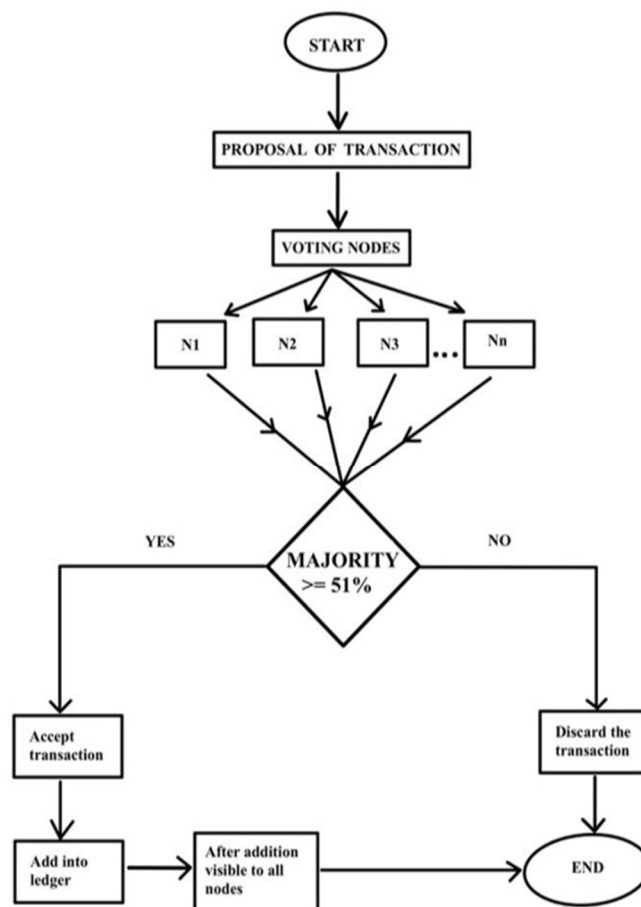 START
PROPOSAL OF TRANSACTION
VOTING NODES
N1
N2
N3
...
Nn
YES
NO
MAJORITY
>= 51%
Accept
transaction
Discard the
transaction
Add into
ledger
After addition
visible to all
nodes
END